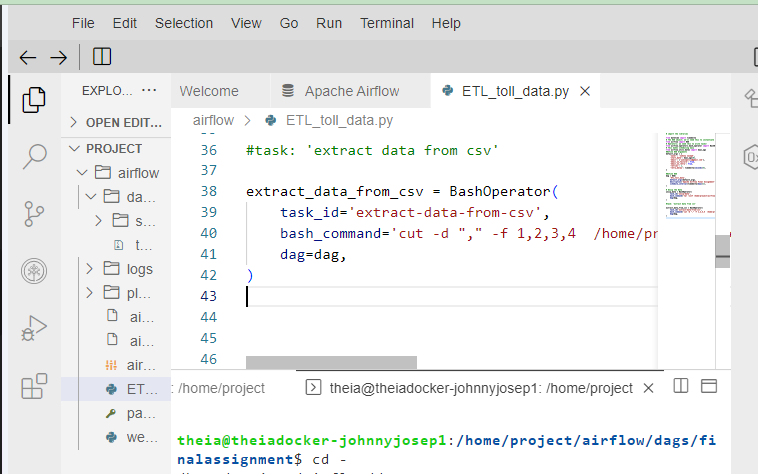 File Edit Selection View Go Run Terminal Help
EXPLO... ···
Welcome Apache Airflow ETL_toll_data.py
OPEN EDIT...
airflow > ETL_toll_data.py
PROJECT
airflow
da...
s...
t...
logs
pl...
ai...
ai...
air...
ET...
pa...
we...
36 #task: 'extract data from csv'
37
38 extract_data_from_csv = BashOperator(
39 task_id='extract-data-from-csv',
40 bash_command='cut -d "," -f 1,2,3,4 /home/pr
41 dag=dag,
42 )
43
44
45
46
: /home/project theia@theiadocker-johnnyjosep1: /home/project
theia@theiadocker-johnnyjosep1:/home/project/airflow/dags/fi
nalassignment$ cd -